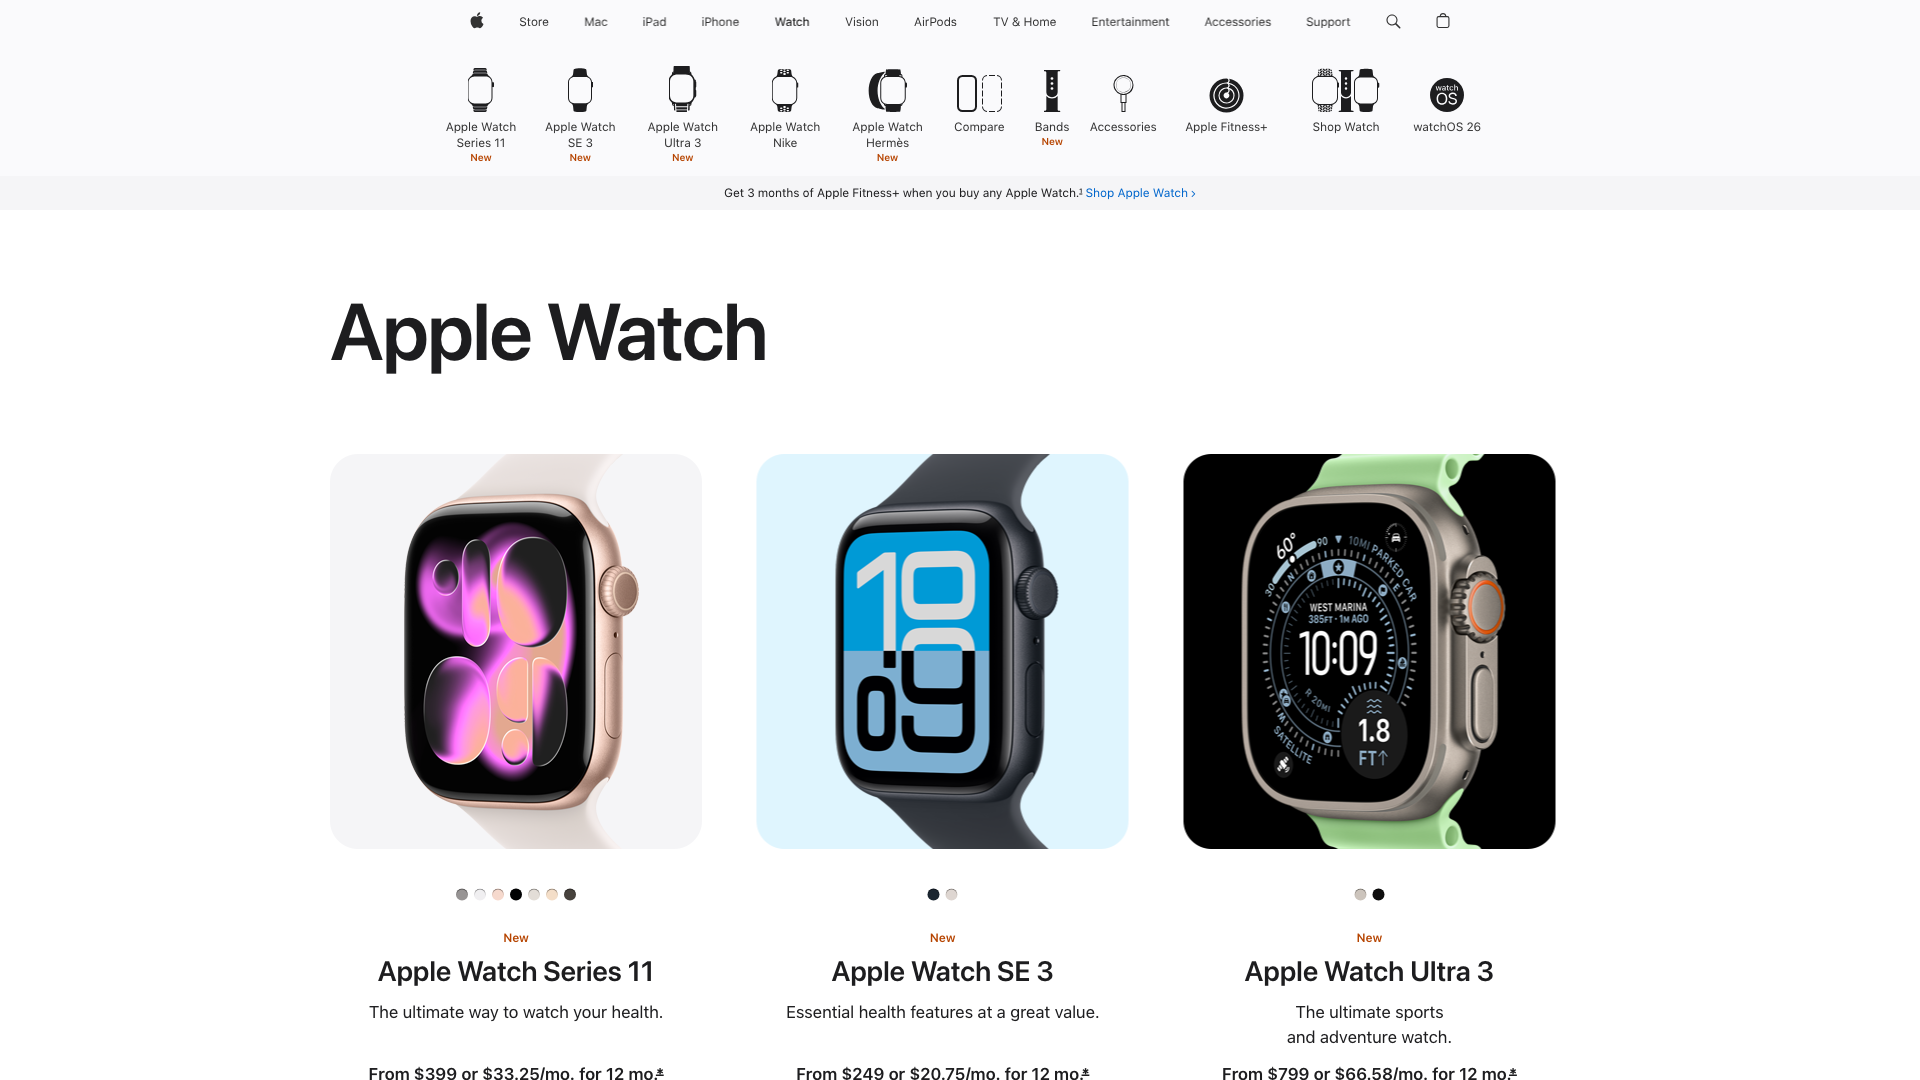 Store Mac iPad iPhone Watch Vision AirPods TV & Home Entertainment Accessories Support
watch
OS
Apple Watch
Series 11
New
Apple Watch
SE 3
New
Apple Watch
Ultra 3
New
Apple Watch
Nike
Apple Watch
Hermès
New
Compare
Bands
New
Accessories
Apple Fitness+
Shop Watch
watchOS 26
Get 3 months of Apple Fitness+ when you buy any Apple Watch.¹ Shop Apple Watch >
Apple Watch
10
09
60°
30
90
10MI PARKED CAR
WEST MARINA
385FT · 1M AGO
10:09
R 20MI
SATELLITE
1.8
FT↑
New
Apple Watch Series 11
The ultimate way to watch your health.
From $399 or $33.25/mo. for 12 mo.*
New
Apple Watch SE 3
Essential health features at a great value.
From $249 or $20.75/mo. for 12 mo.*
New
Apple Watch Ultra 3
The ultimate sports
and adventure watch.
From $799 or $66.58/mo. for 12 mo.*